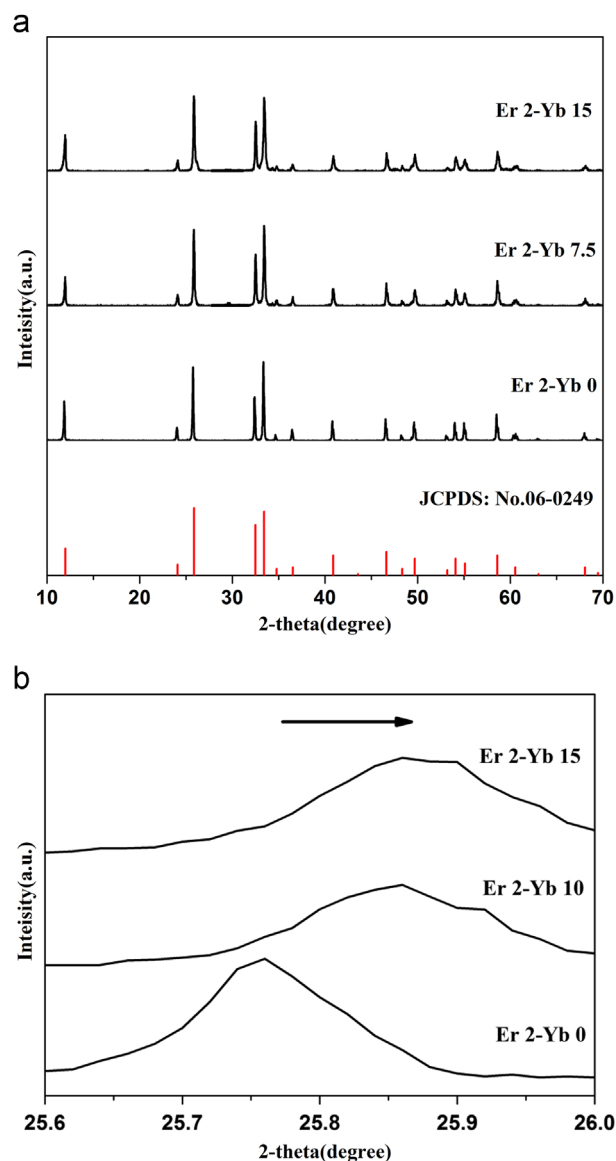 a
Er 2-Yb 15
Er 2-Yb 7.5
Er 2-Yb 0
JCPDS: No.06-0249
Inteisity(a.u.)
10 20 30 40 50 60 70
2-theta(degree)
b
Er 2-Yb 15
Er 2-Yb 10
Er 2-Yb 0
Inteisity(a.u.)
25.6 25.7 25.8 25.9 26.0
2-theta(degree)